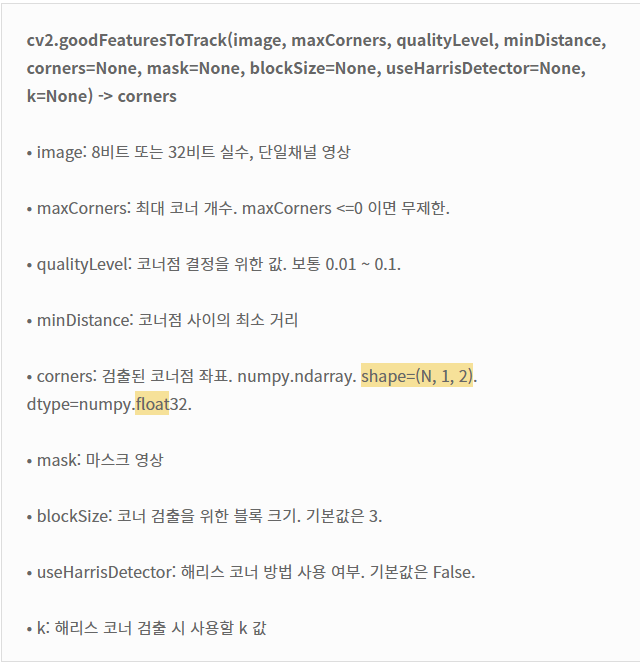 cv2.goodFeaturesToTrack(image, maxCorners, qualityLevel, minDistance,
corners=None, mask=None, blockSize=None, useHarrisDetector=None,
k=None) -> corners
• image: 8비트 또는 32비트 실수, 단일채널 영상
• maxCorners: 최대 코너 개수. maxCorners <=0 이면 무제한.
• qualityLevel: 코너점 결정을 위한 값. 보통 0.01 ~ 0.1.
• minDistance: 코너점 사이의 최소 거리
• corners: 검출된 코너점 좌표. numpy.ndarray. shape=(N, 1, 2).
dtype=numpy.float32.
• mask: 마스크 영상
• blockSize: 코너 검출을 위한 블록 크기. 기본값은 3.
• useHarrisDetector: 해리스 코너 방법 사용 여부. 기본값은 False.
• k: 해리스 코너 검출 시 사용할 k 값